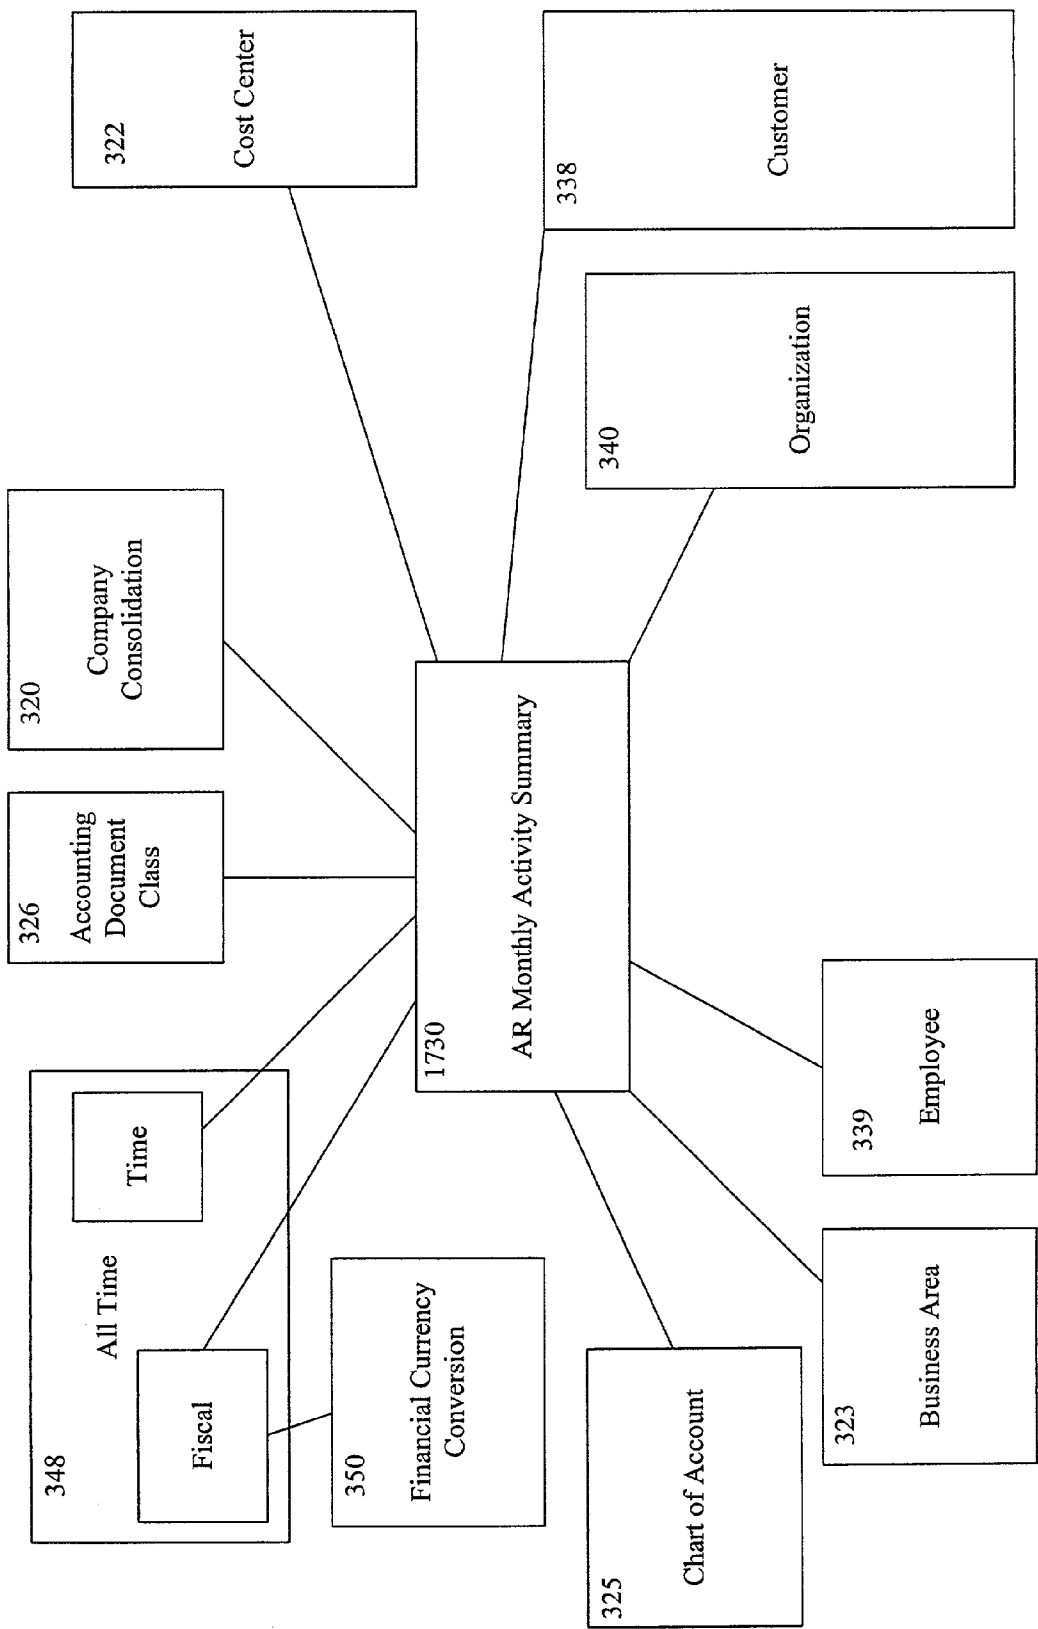 348
All Time
Fiscal
Time
326
Accounting
Document
Class
320
Company
Consolidation
322
Cost Center
350
Financial Currency
Conversion
1730
AR Monthly Activity Summary
338
Customer
340
Organization
325
Chart of Account
323
Business Area
339
Employee